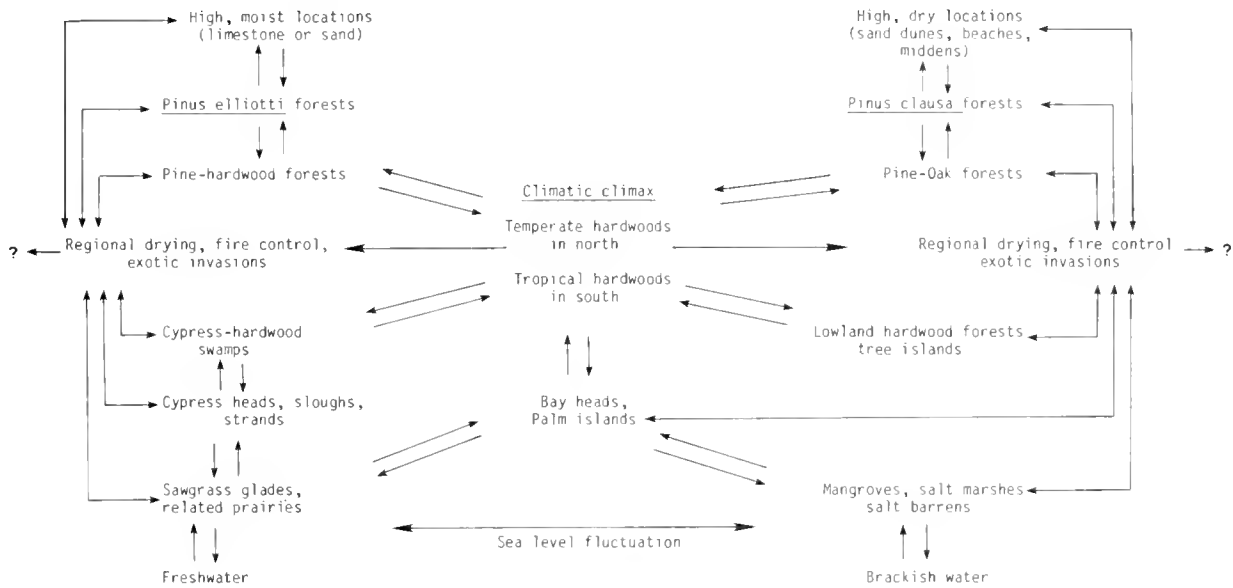 High, moist locations
(limestone or sand)
High, dry locations
(sand dunes, beaches,
middens)
Pinus elliotti forests
Pinus clausa forests
Pine-hardwood forests
Pine-Oak forests
Climatic climax
Temperate hardwoods
in north
Tropical hardwoods
in south
?
Regional drying, fire control,
exotic invasions
Regional drying, fire control
exotic invasions
?
Cypress-hardwood
swamps
Lowland hardwood forests
tree islands
Cypress heads, sloughs,
strands
Bay heads,
Palm islands
Sawgrass glades,
related prairies
Mangroves, salt marshes
salt barrens
Sea level fluctuation
Freshwater
Brackish water